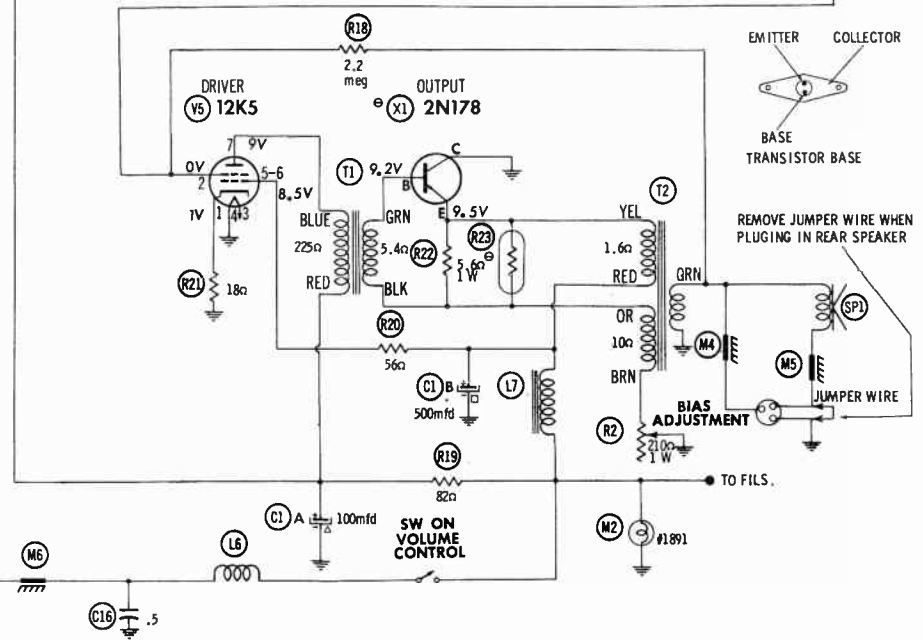 R18
2.2
meg
EMITTER
COLLECTOR
BASE
TRANSISTOR BASE
DRIVER
V5 12K5
OUTPUT
⊖ X1 2N178
7
9V
0V
2
5-6
8.5V
1V
1
4
3
T1
9.2V
B
C
E
9.5V
BLUE
225Ω
RED
GRN
5.4Ω
BLK
R22
5.6Ω
1 W
R23
⊖
T2
YEL
1.6Ω
RED
OR
10Ω
BRN
GRN
REMOVE JUMPER WIRE WHEN
PLUGING IN REAR SPEAKER
SP1
R21
18Ω
R20
56Ω
C1 B
500mfd
L7
M4
M5
JUMPER WIRE
BIAS
ADJUSTMENT
R2
210Ω
1 W
R19
82Ω
TO FILS.
C1 A
100mfd
SW ON
VOLUME
CONTROL
M2
#1891
M6
L6
C16
.5